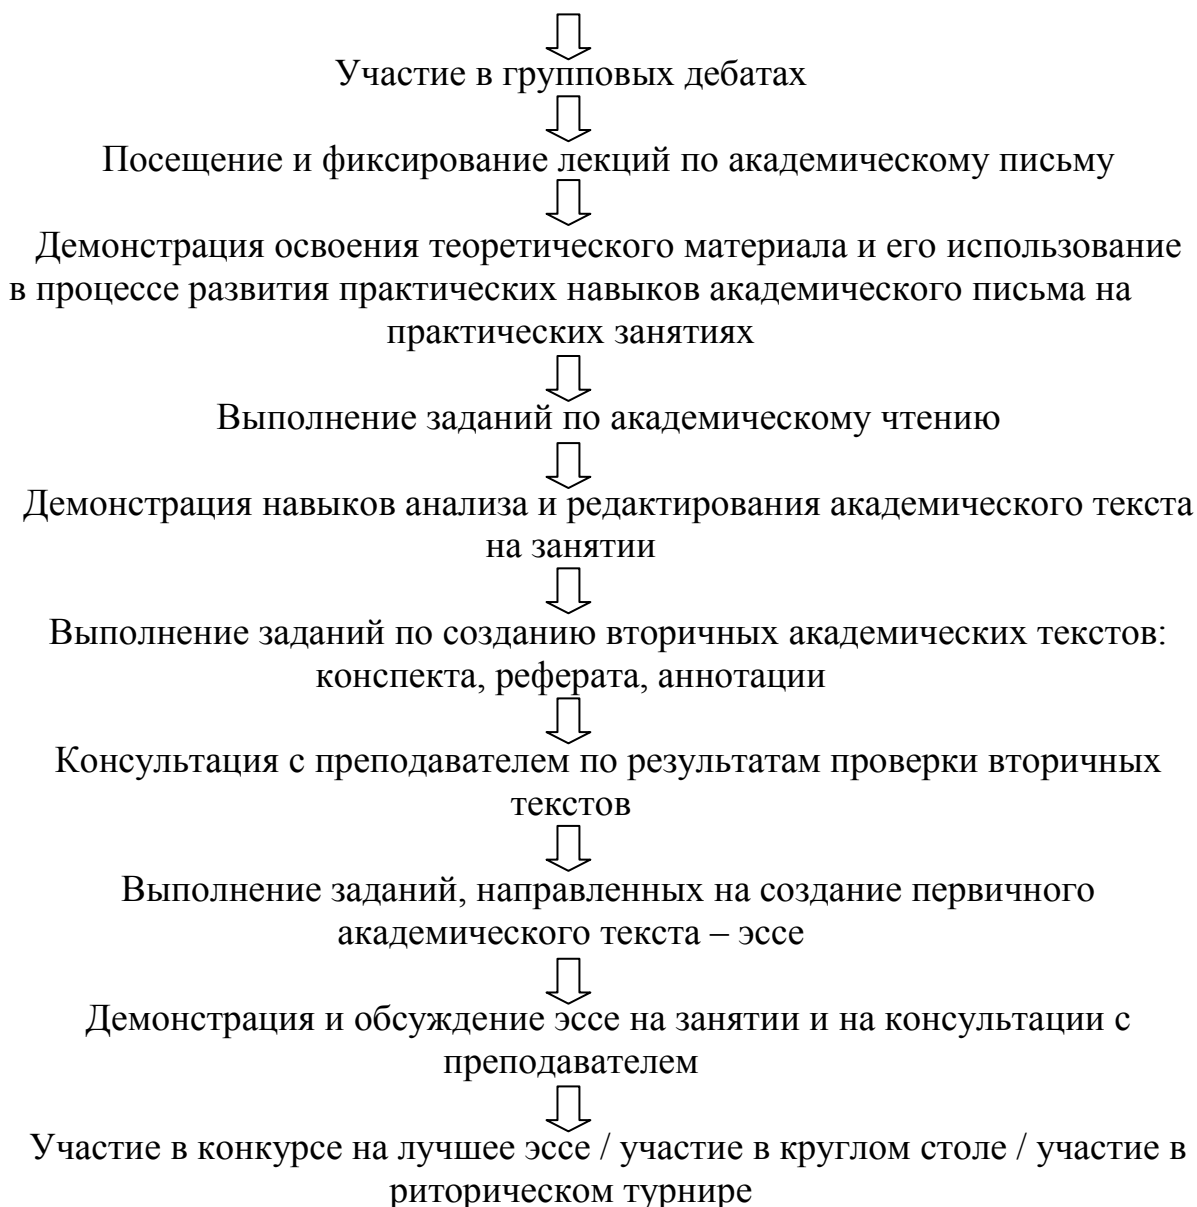 Участие в групповых дебатах
Посещение и фиксирование лекций по академическому письму
Демонстрация освоения теоретического материала и его использование
в процессе развития практических навыков академического письма на
практических занятиях
Выполнение заданий по академическому чтению
Демонстрация навыков анализа и редактирования академического текста
на занятии
Выполнение заданий по созданию вторичных академических текстов:
конспекта, реферата, аннотации
Консультация с преподавателем по результатам проверки вторичных
текстов
Выполнение заданий, направленных на создание первичного
академического текста – эссе
Демонстрация и обсуждение эссе на занятии и на консультации с
преподавателем
Участие в конкурсе на лучшее эссе / участие в круглом столе / участие в
риторическом турнире